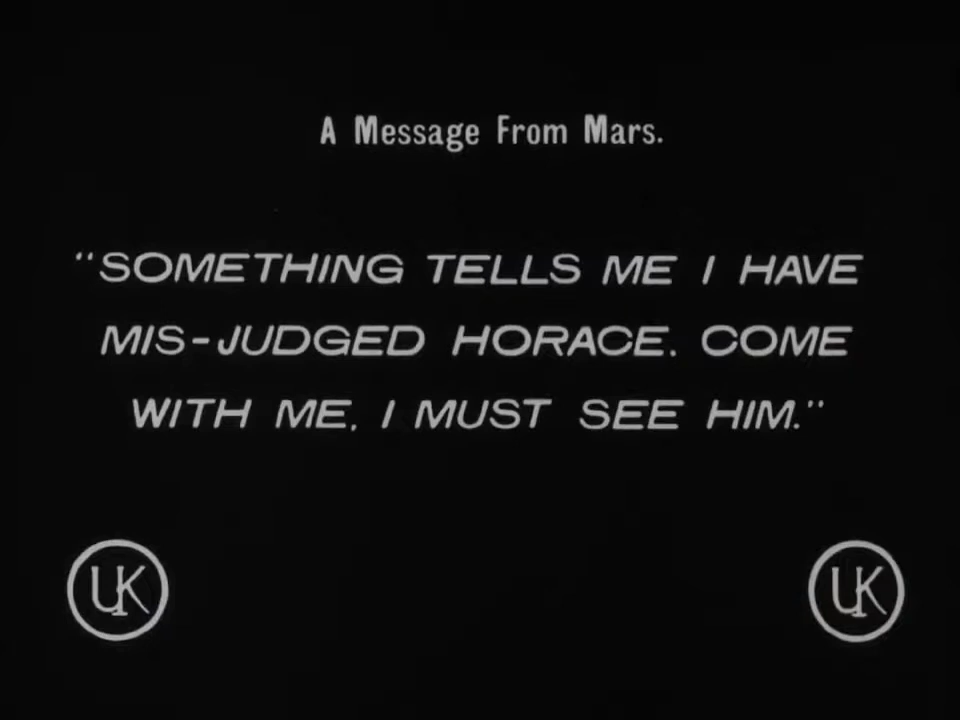 A Message From Mars.
"SOMETHING TELLS ME I HAVE
MIS-JUDGED HORACE. COME
WITH ME, I MUST SEE HIM."
UK UK